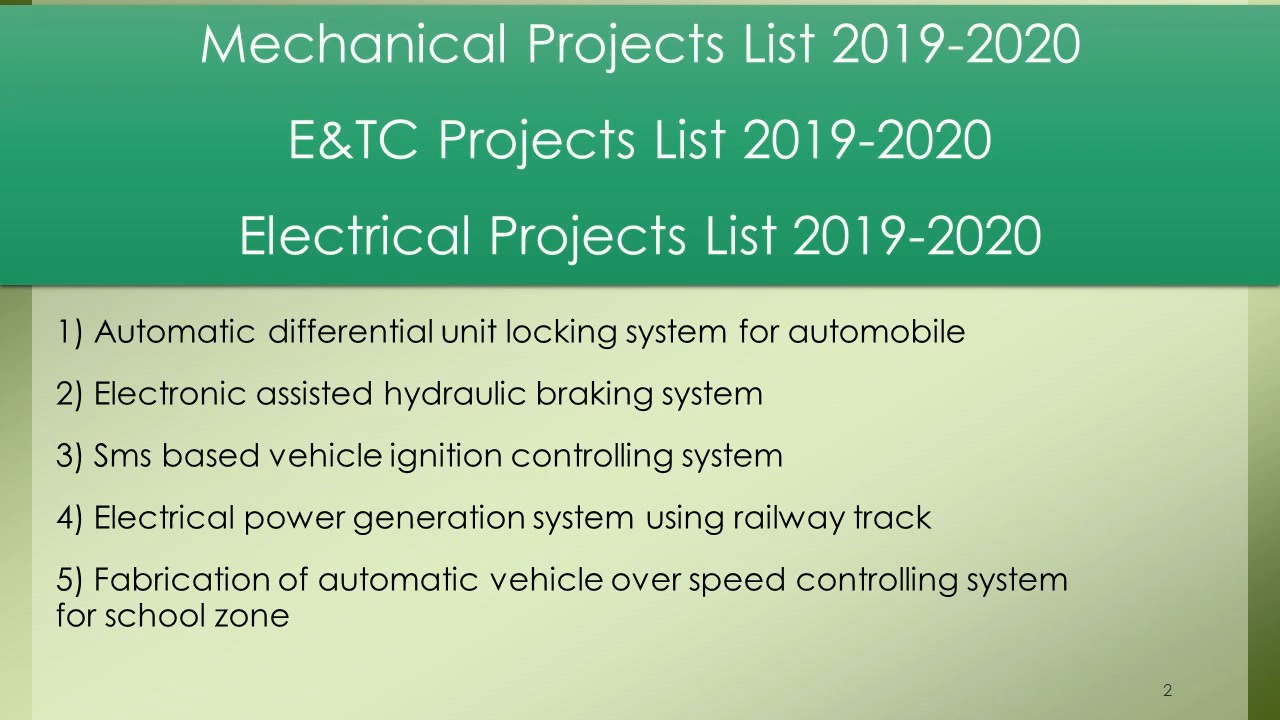 Mechanical Projects List 2019-2020
E&TC Projects List 2019-2020
Electrical Projects List 2019-2020
1) Automatic differential unit locking system for automobile
2) Electronic assisted hydraulic braking system
3) Sms based vehicle ignition controlling system
4) Electrical power generation system using railway track
5) Fabrication of automatic vehicle over speed controlling system
for school zone
2